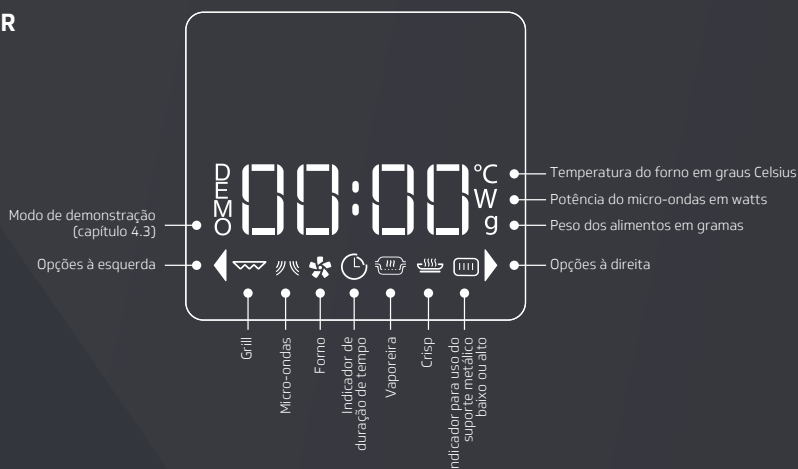 R
DEMO
00:00
°C
W
g
Modo de demonstração
(capítulo 4.3)
Opções à esquerda
Temperatura do forno em graus Celsius
Potência do micro-ondas em watts
Peso dos alimentos em gramas
Opções à direita
Grill
Micro-ondas
Forno
Indicador de
duração de tempo
Vaporeira
Crisp
ndicador para uso do
suporte metálico
baixo ou alto